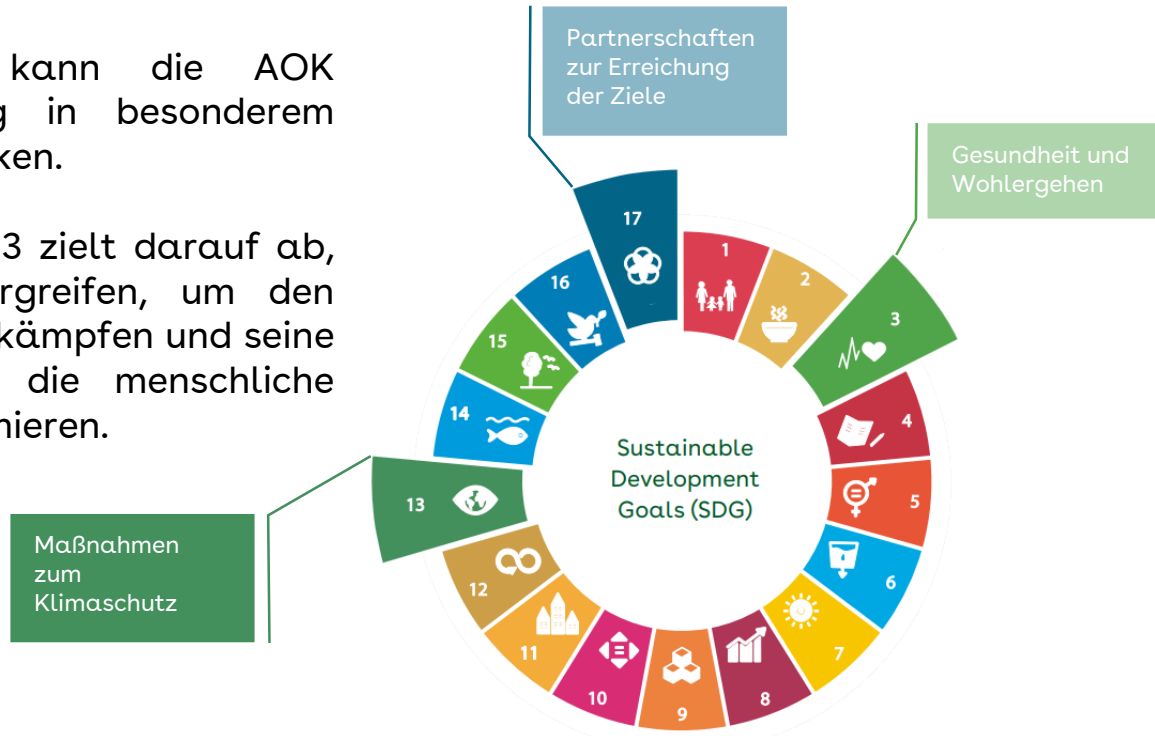 kann die AOK
g in besonderem
ken.
3 zielt darauf ab,
rgreifen, um den
kämpfen und seine
die menschliche
nieren.
Partnerschaften
zur Erreichung
der Ziele
Gesundheit und
Wohlergehen
Maßnahmen
zum
Klimaschutz
Sustainable
Development
Goals (SDG)
1
2
3
4
5
6
7
8
9
10
11
12
13
14
15
16
17